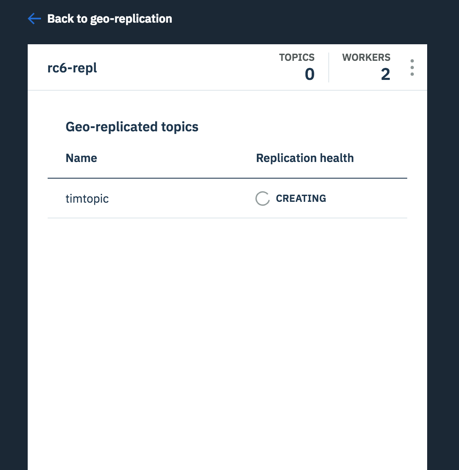 Back to geo-replication
rc6-repl
TOPICS
0
WORKERS
2
Geo-replicated topics
Name Replication health
timtopic CREATING